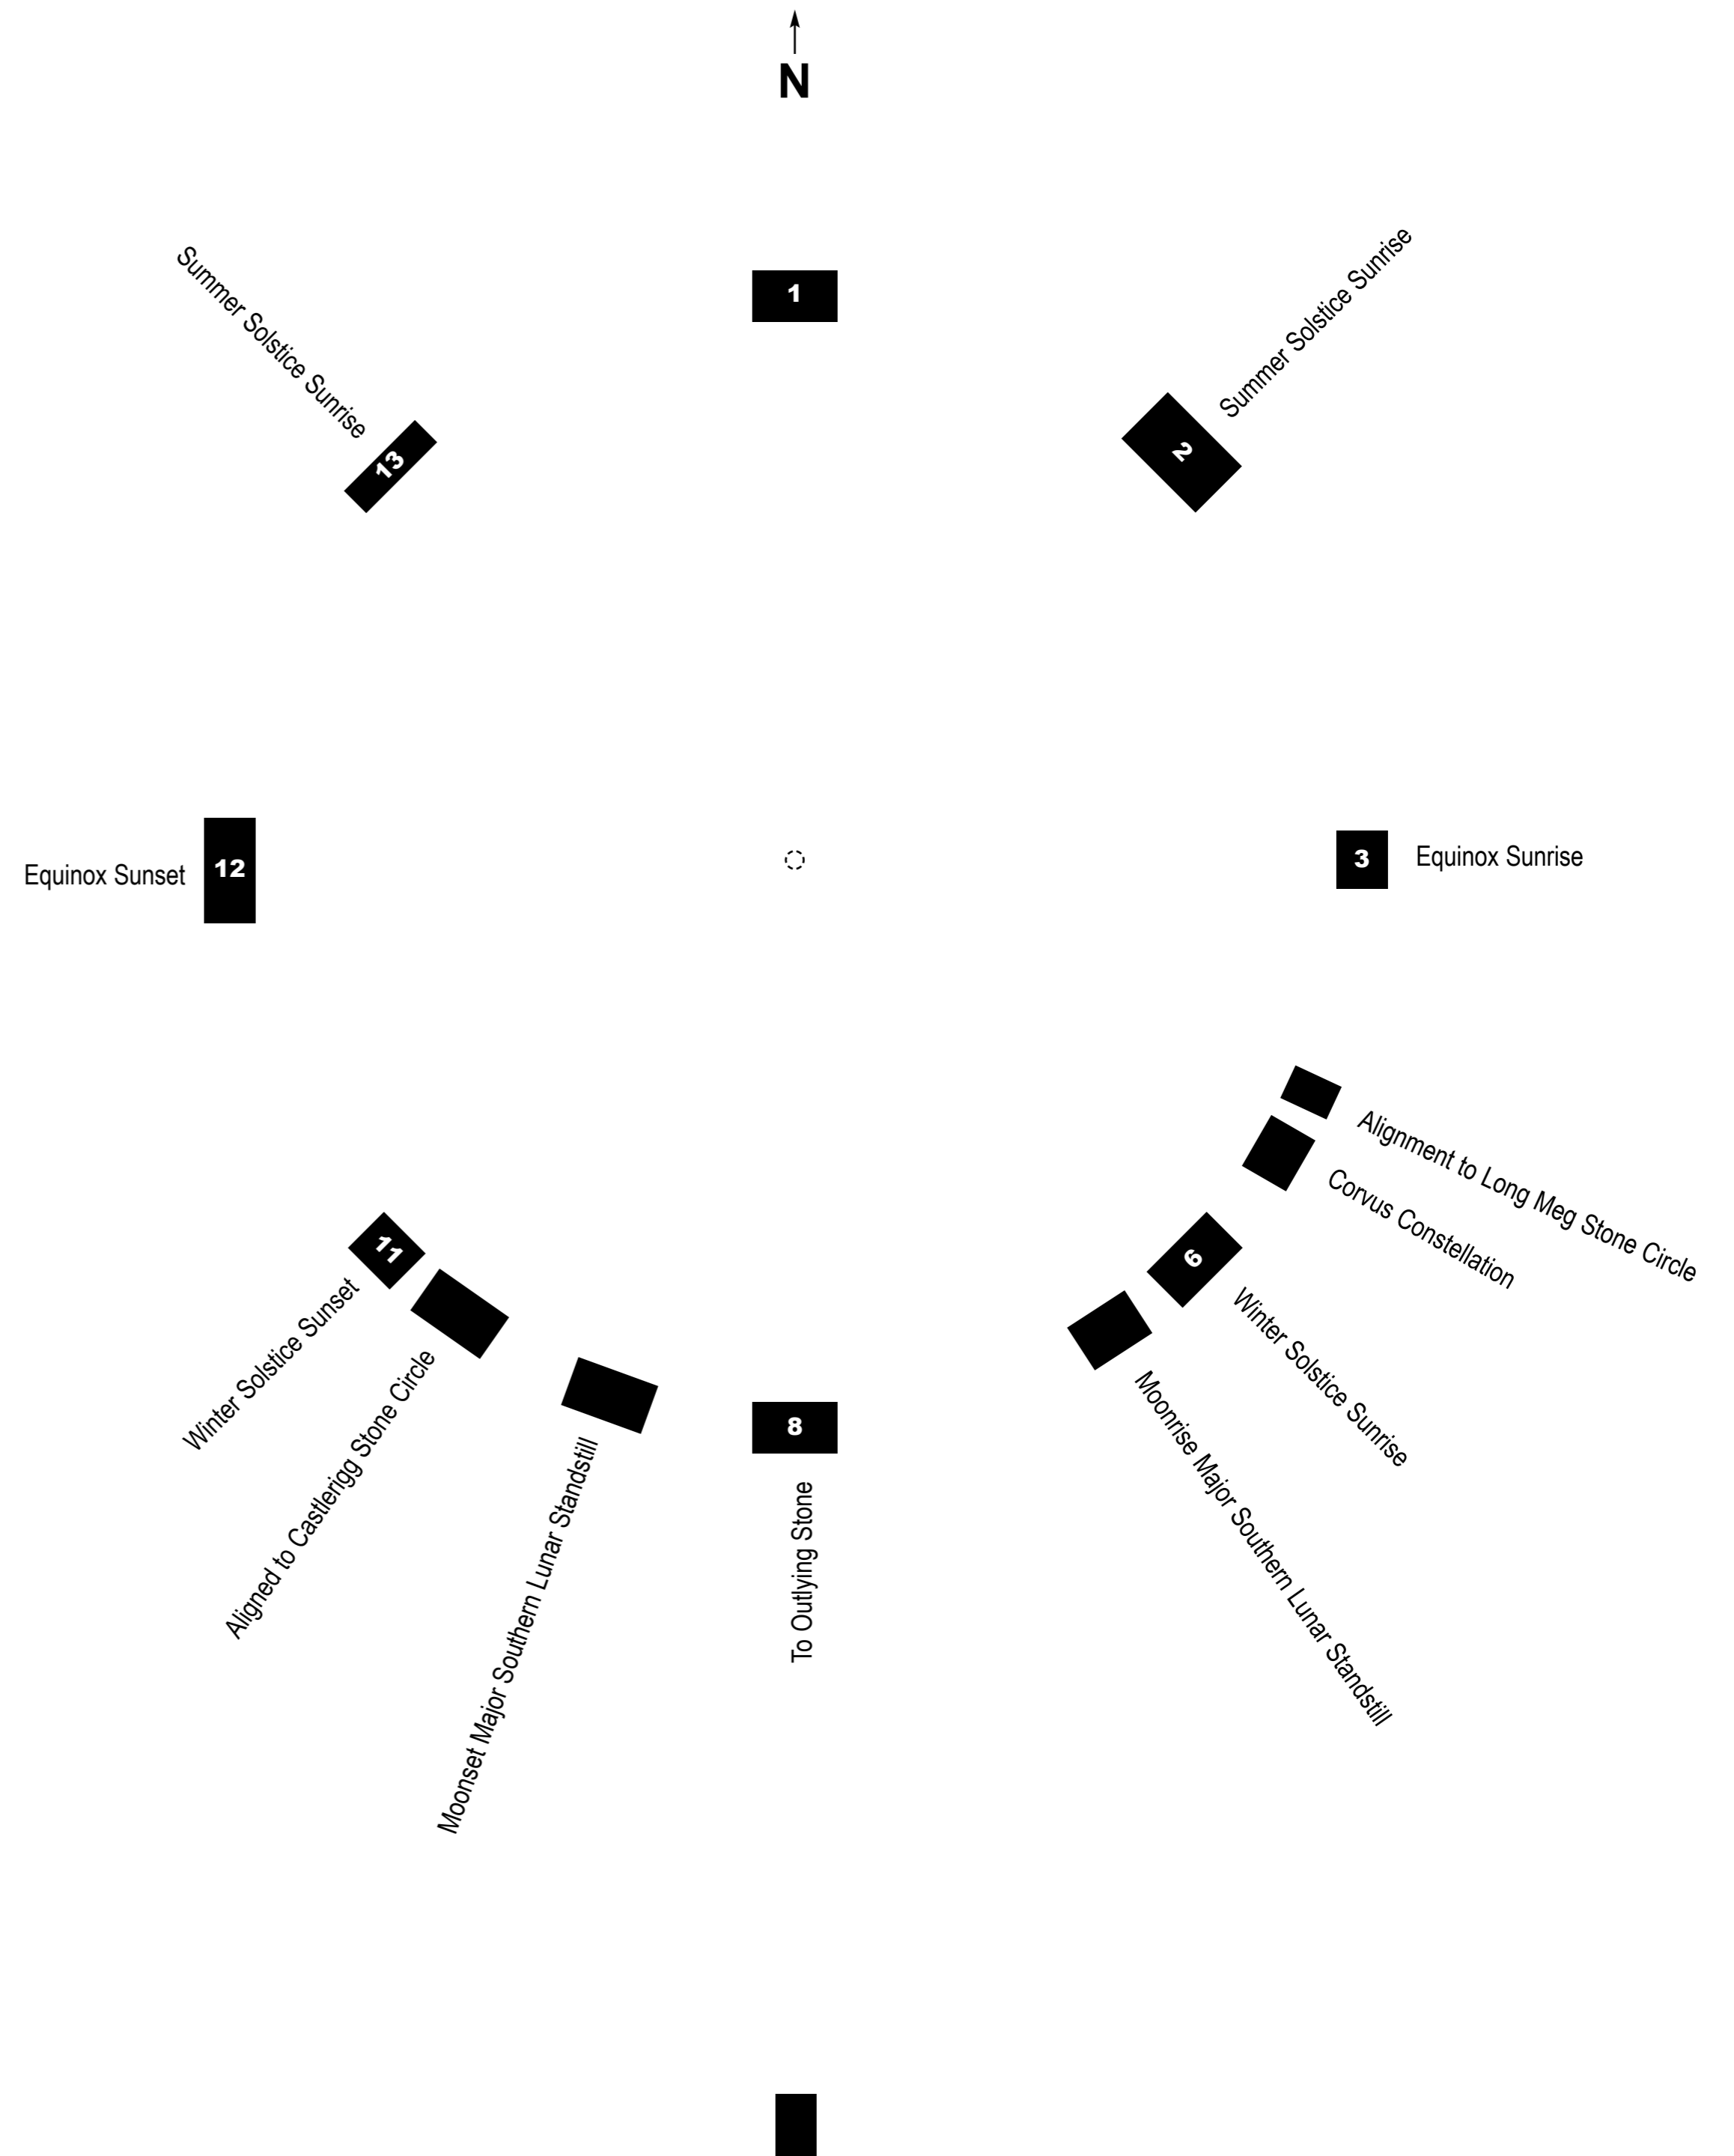 N
1
Summer Solstice Sunrise
13
Summer Solstice Sunrise
2
Equinox Sunset
12
3
Equinox Sunrise
Alignment to Long Meg Stone Circle
Corvus Constellation
6
Winter Solstice Sunrise
11
Winter Solstice Sunset
Aligned to Castlerigg Stone Circle
Moonset Major Southern Lunar Standstill
8
To Outlying Stone
Moonrise Major Southern Lunar Standstill